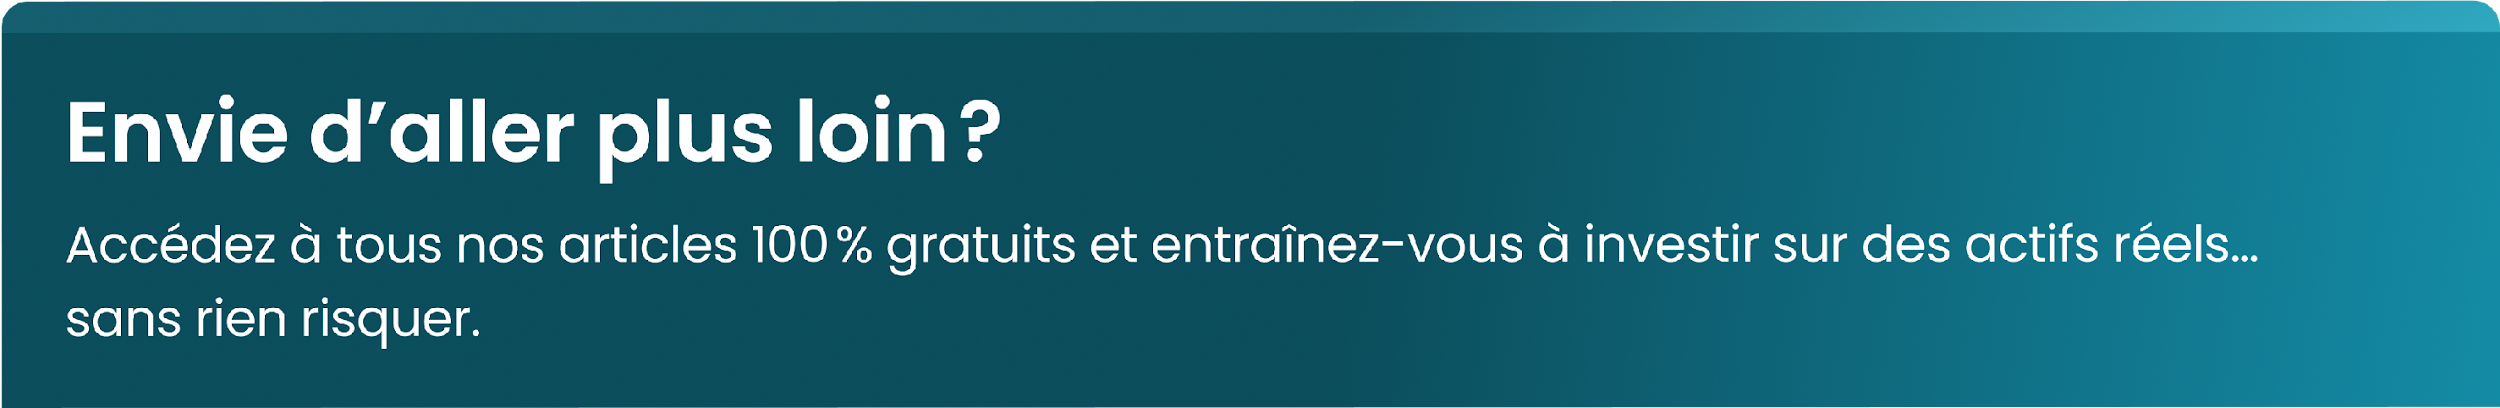 Envie d’aller plus loin ?
Accédez à tous nos articles 100 % gratuits et entraînez-vous à investir sur des actifs réels…
sans rien risquer.